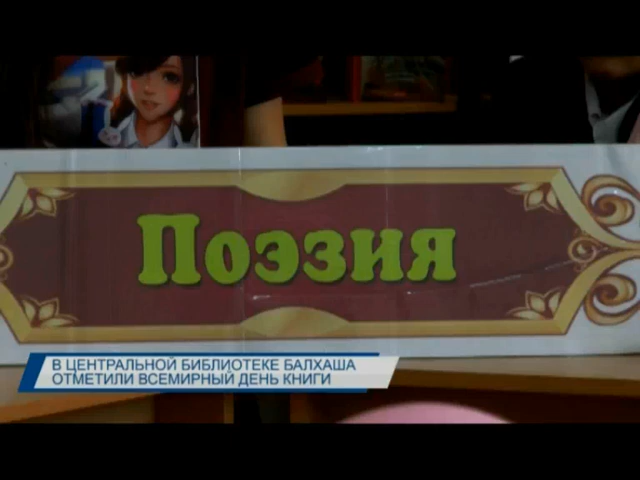 Поэзия
В ЦЕНТРАЛЬНОЙ БИБЛИОТЕКЕ БАЛХАША
ОТМЕТИЛИ ВСЕМИРНЫЙ ДЕНЬ КНИГИ